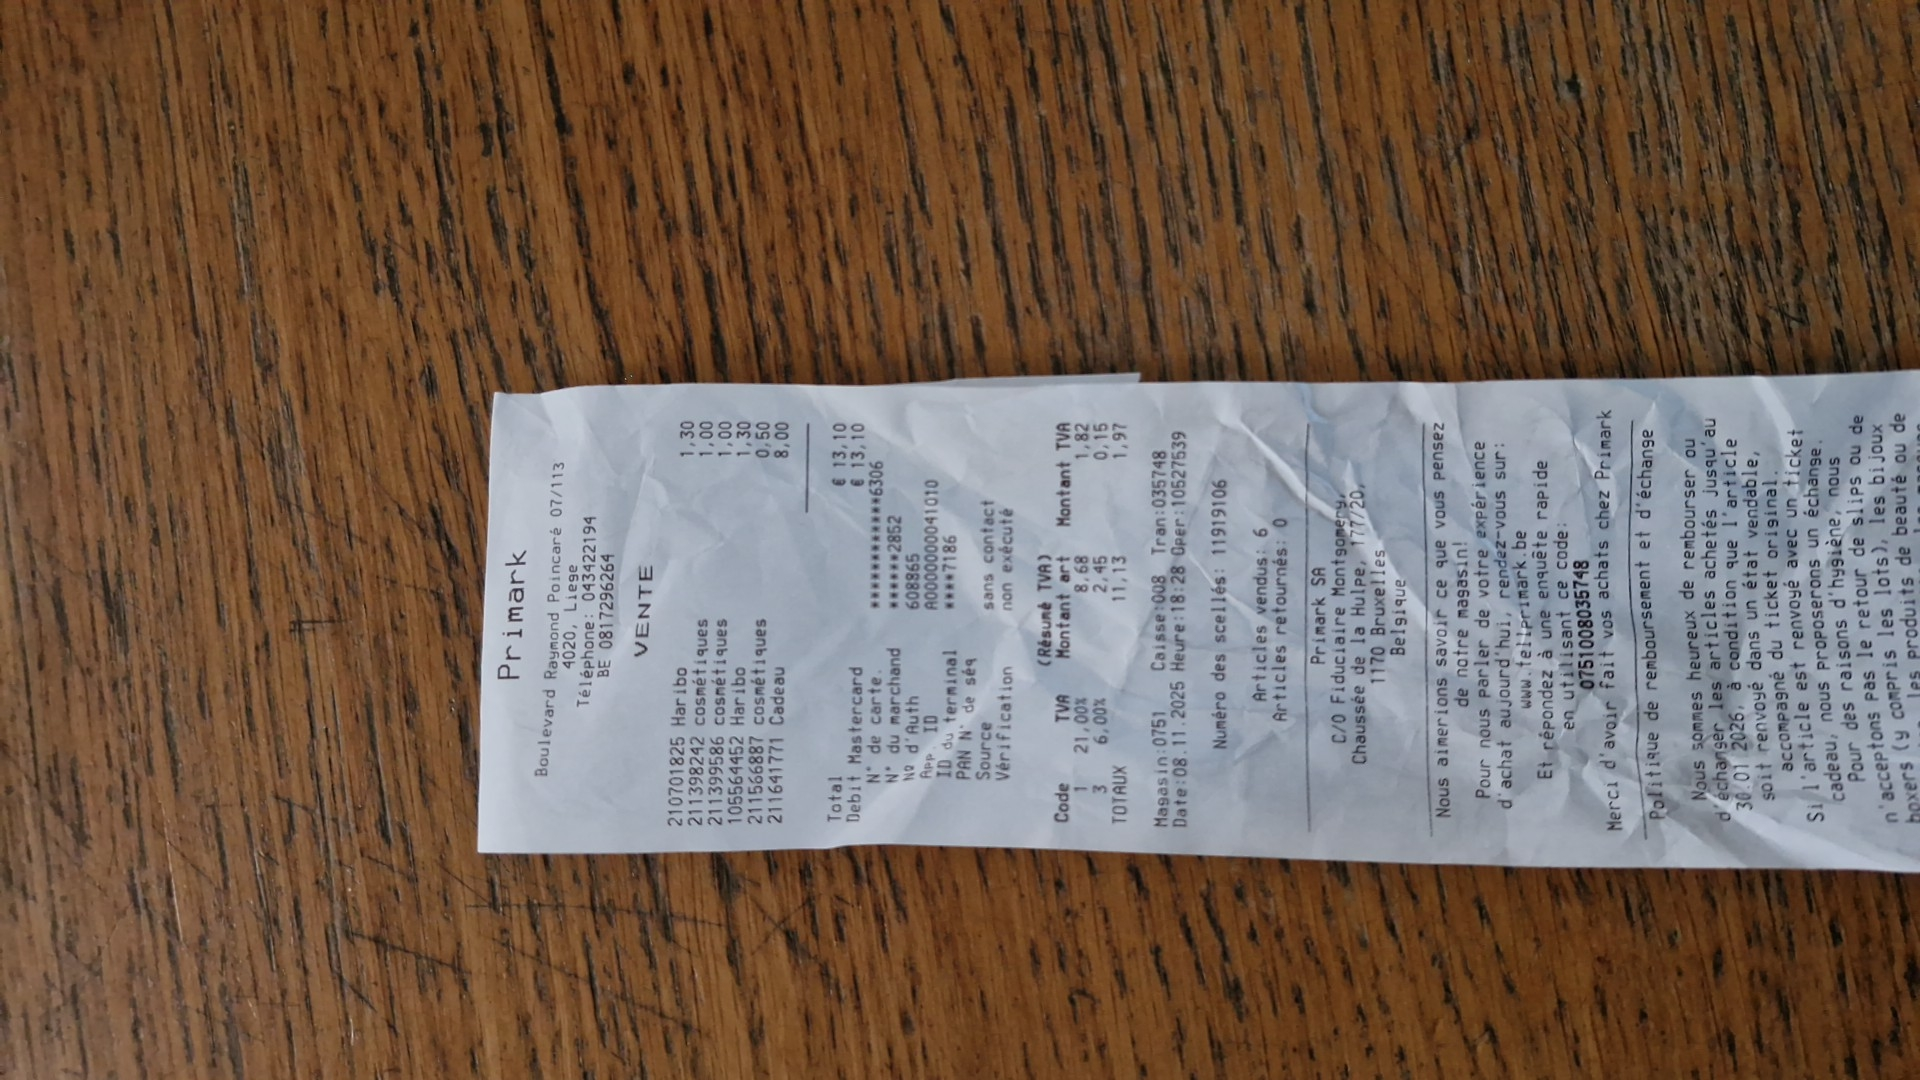 Primark
Boulevard Raymond Poincaré 07/113
4020, Liege
Téléphone: 043422194
BE 0817296264
VENTE
210701825 Haribo 1,30
211398242 cosmétiques 1,00
211399586 cosmétiques 1,00
105564452 Haribo 1,30
211566887 cosmétiques 0,50
211641771 Cadeau 8,00
Total € 13,10
Debit Mastercard € 13,10
N° de carte. ************6306
N° du marchand ******2852
Nº d'Auth 608865
App ID A0000000041010
ID du terminal ****7186
PAN N° de séq
Source sans contact
Vérification non exécuté
(Résumé TVA)
Code TVA Montant art Montant TVA
1 21,00% 8,68 1,82
3 6,00% 2,45 0,15
TOTAUX 11,13 1,97
Magasin:0751 Caisse:008 Tran:035748
Date:08.11.2025 Heure:18:28 Oper:10527539
Numéro des scellés: 11919106
Articles vendus: 6
Articles retournés: 0
Primark SA
C/O Fiduciaire Montgomery,
Chaussée de la Hulpe, 177/20,
1170 Bruxelles
Belgique
Nous aimerions savoir ce que vous pensez
de notre magasin!
Pour nous parler de votre expérience
d'achat aujourd'hui, rendez-vous sur:
www.tellprimark.be
Et répondez à une enquête rapide
en utilisant ce code:
0751008035748
Merci d'avoir fait vos achats chez Primark
Politique de remboursement et d'échange
Nous sommes heureux de rembourser ou
d'échanger les articles achetés jusqu'au
30.01.2026, à condition que l'article
soit renvoyé dans un état vendable,
accompagné du ticket original.
Si l'article est renvoyé avec un ticket
cadeau, nous proposerons un échange.
Pour des raisons d'hygiène, nous
n'acceptons pas le retour de slips ou de
boxers (y compris les lots), les bijoux
les produits de beauté ou de